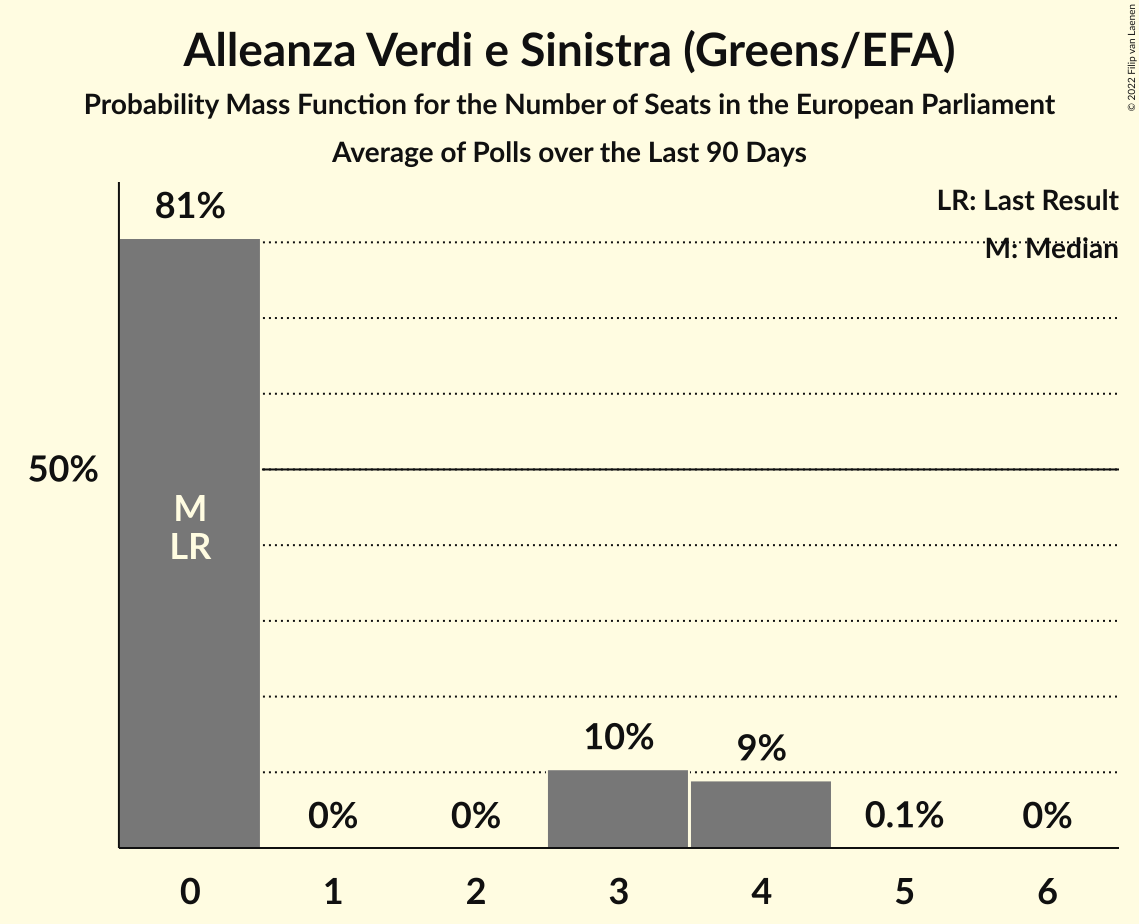 Alleanza Verdi e Sinistra (Greens/EFA)
Probability Mass Function for the Number of Seats in the European Parliament
Average of Polls over the Last 90 Days
© 2022 Filip van Laenen
LR: Last Result
M: Median
81%
50%
M
LR
0%
0%
10%
9%
0.1%
0%
0 1 2 3 4 5 6